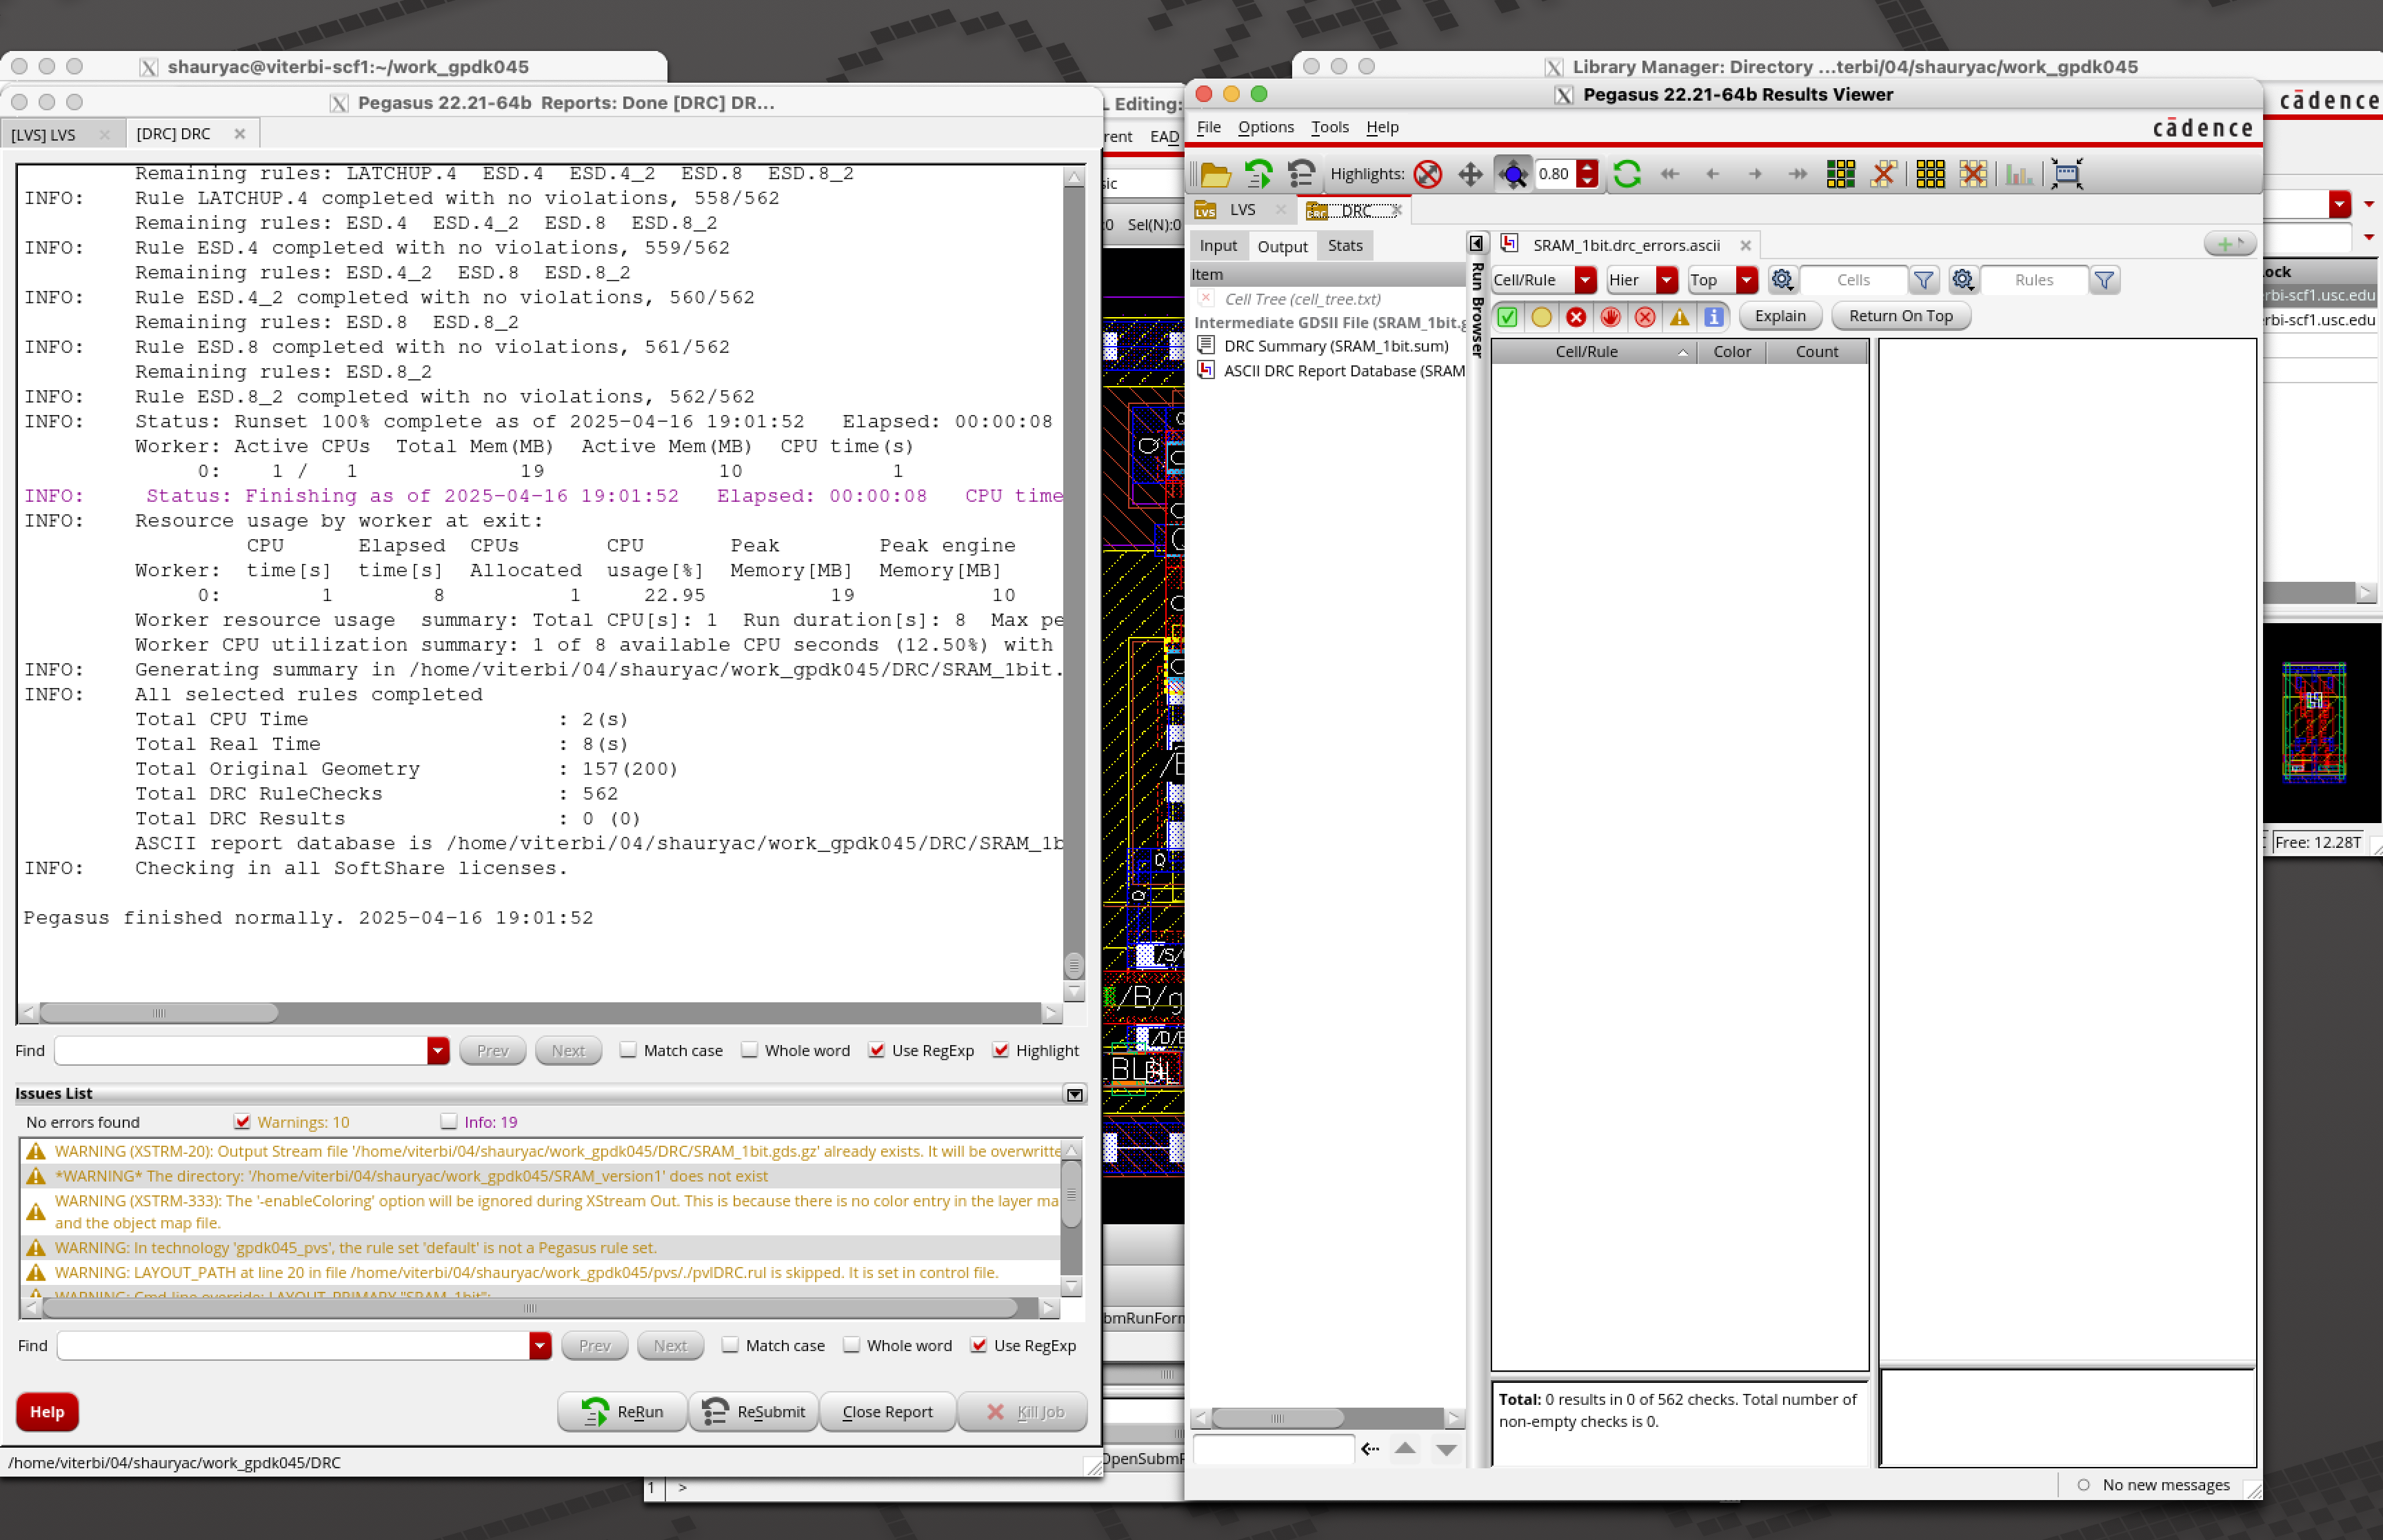 shauryac@viterbi-scf1:~/work_gpdk045
Library Manager: Directory ...terbi/04/shauryac/work_gpdk045
Pegasus 22.21-64b Reports: Done [DRC] DR...
[LVS] LVS
[DRC] DRC
Remaining rules: LATCHUP.4 ESD.4 ESD.4_2 ESD.8 ESD.8_2
INFO: Rule LATCHUP.4 completed with no violations, 558/562
Remaining rules: ESD.4 ESD.4_2 ESD.8 ESD.8_2
INFO: Rule ESD.4 completed with no violations, 559/562
Remaining rules: ESD.4_2 ESD.8 ESD.8_2
INFO: Rule ESD.4_2 completed with no violations, 560/562
Remaining rules: ESD.8 ESD.8_2
INFO: Rule ESD.8 completed with no violations, 561/562
Remaining rules: ESD.8_2
INFO: Rule ESD.8_2 completed with no violations, 562/562
INFO: Status: Runset 100% complete as of 2025-04-16 19:01:52 Elapsed: 00:00:08
Worker: Active CPUs Total Mem(MB) Active Mem(MB) CPU time(s)
0: 1 / 1 19 10 1
INFO: Status: Finishing as of 2025-04-16 19:01:52 Elapsed: 00:00:08 CPU time
INFO: Resource usage by worker at exit:
CPU Elapsed CPUs CPU Peak Peak engine
Worker: time[s] time[s] Allocated usage[%] Memory[MB] Memory[MB]
0: 1 8 1 22.95 19 10
Worker resource usage summary: Total CPU[s]: 1 Run duration[s]: 8 Max pe
Worker CPU utilization summary: 1 of 8 available CPU seconds (12.50%) with
INFO: Generating summary in /home/viterbi/04/shauryac/work_gpdk045/DRC/SRAM_1bit.
INFO: All selected rules completed
Total CPU Time : 2(s)
Total Real Time : 8(s)
Total Original Geometry : 157(200)
Total DRC RuleChecks : 562
Total DRC Results : 0 (0)
ASCII report database is /home/viterbi/04/shauryac/work_gpdk045/DRC/SRAM_1b
INFO: Checking in all SoftShare licenses.
Pegasus finished normally. 2025-04-16 19:01:52
Find Prev Next Match case Whole word Use RegExp Highlight
Issues List
No errors found Warnings: 10 Info: 19
WARNING (XSTRM-20): Output Stream file '/home/viterbi/04/shauryac/work_gpdk045/DRC/SRAM_1bit.gds.gz' already exists. It will be overwritte
*WARNING* The directory: '/home/viterbi/04/shauryac/work_gpdk045/SRAM_version1' does not exist
WARNING (XSTRM-333): The '-enableColoring' option will be ignored during XStream Out. This is because there is no color entry in the layer ma
and the object map file.
WARNING: In technology 'gpdk045_pvs', the rule set 'default' is not a Pegasus rule set.
WARNING: LAYOUT_PATH at line 20 in file /home/viterbi/04/shauryac/work_gpdk045/pvs/./pvlDRC.rul is skipped. It is set in control file.
WARNING: Cmd-line override: LAYOUT_PRIMARY "SRAM_1bit";
Find Prev Next Match case Whole word Use RegExp
Help ReRun ReSubmit Close Report Kill Job
/home/viterbi/04/shauryac/work_gpdk045/DRC
L Editing:
rent EAD
sic
:0 Sel(N):0
Q
/S/
/B/g
/D/
BL
bmRunForm
OpenSubmF
1 >
Pegasus 22.21-64b Results Viewer
File Options Tools Help
cādence
Highlights: 0.80
LVS DRC
Input Output Stats
Item
Cell Tree (cell_tree.txt)
Intermediate GDSII File (SRAM_1bit.g
DRC Summary (SRAM_1bit.sum)
ASCII DRC Report Database (SRAM
Run Browser
SRAM_1bit.drc_errors.ascii
Cell/Rule Hier Top Cells Rules
Explain Return On Top
Cell/Rule Color Count
Total: 0 results in 0 of 562 checks. Total number of
non-empty checks is 0.
No new messages
cādence
ock
rbi-scf1.usc.edu
rbi-scf1.usc.edu
Free: 12.28T